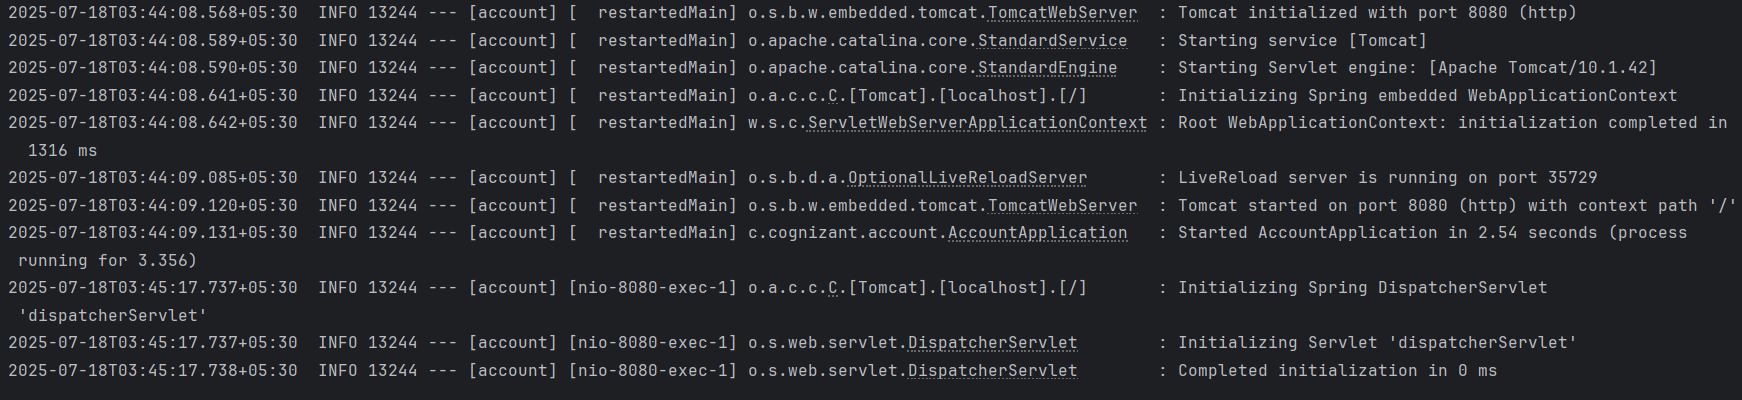 2025-07-18T03:44:08.568+05:30  INFO 13244 --- [account] [  restartedMain] o.s.b.w.embedded.tomcat.TomcatWebServer  : Tomcat initialized with port 8080 (http)
2025-07-18T03:44:08.589+05:30  INFO 13244 --- [account] [  restartedMain] o.apache.catalina.core.StandardService   : Starting service [Tomcat]
2025-07-18T03:44:08.590+05:30  INFO 13244 --- [account] [  restartedMain] o.apache.catalina.core.StandardEngine    : Starting Servlet engine: [Apache Tomcat/10.1.42]
2025-07-18T03:44:08.641+05:30  INFO 13244 --- [account] [  restartedMain] o.a.c.c.C.[Tomcat].[localhost].[/]       : Initializing Spring embedded WebApplicationContext
2025-07-18T03:44:08.642+05:30  INFO 13244 --- [account] [  restartedMain] w.s.c.ServletWebServerApplicationContext : Root WebApplicationContext: initialization completed in
  1316 ms
2025-07-18T03:44:09.085+05:30  INFO 13244 --- [account] [  restartedMain] o.s.b.d.a.OptionalLiveReloadServer       : LiveReload server is running on port 35729
2025-07-18T03:44:09.120+05:30  INFO 13244 --- [account] [  restartedMain] o.s.b.w.embedded.tomcat.TomcatWebServer  : Tomcat started on port 8080 (http) with context path '/'
2025-07-18T03:44:09.131+05:30  INFO 13244 --- [account] [  restartedMain] c.cognizant.account.AccountApplication   : Started AccountApplication in 2.54 seconds (process
 running for 3.356)
2025-07-18T03:45:17.737+05:30  INFO 13244 --- [account] [nio-8080-exec-1] o.a.c.c.C.[Tomcat].[localhost].[/]       : Initializing Spring DispatcherServlet
 'dispatcherServlet'
2025-07-18T03:45:17.737+05:30  INFO 13244 --- [account] [nio-8080-exec-1] o.s.web.servlet.DispatcherServlet        : Initializing Servlet 'dispatcherServlet'
2025-07-18T03:45:17.738+05:30  INFO 13244 --- [account] [nio-8080-exec-1] o.s.web.servlet.DispatcherServlet        : Completed initialization in 0 ms